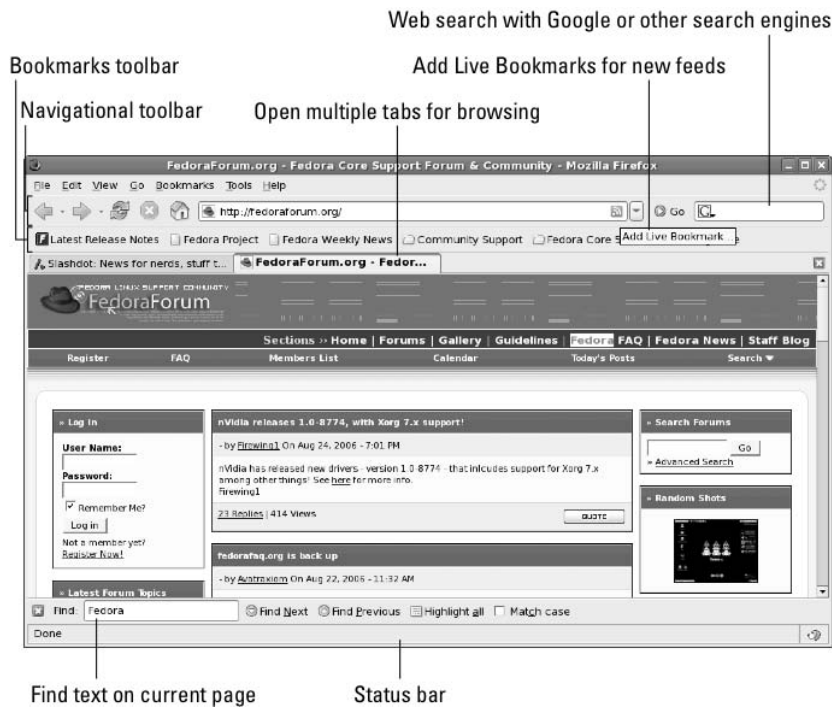 Web search with Google or other search engines
Bookmarks toolbar
Add Live Bookmarks for new feeds
Navigational toolbar
Open multiple tabs for browsing
FedoraForum.org - Fedora Core Support Forum & Community - Mozilla Firefox
File Edit View Go Bookmarks Tools Help
http://fedoraforum.org/ Go G
Latest Release Notes Fedora Project Fedora Weekly News Community Support Fedora Core Add Live Bookmark...
Slashdot: News for nerds, stuff t... FedoraForum.org - Fedor...
FEDORA LINUX SUPPORT COMMUNITY
FedoraForum
Sections » Home | Forums | Gallery | Guidelines | Fedora FAQ | Fedora News | Staff Blog
Register FAQ Members List Calendar Today's Posts Search
» Log in
User Name:
Password:
Remember Me?
Log in
Not a member yet?
Register Now!
» Latest Forum Topics
nVidia releases 1.0-8774, with Xorg 7.x support!
- by Firewing1 On Aug 24, 2006 - 7:01 PM
nVidia has released new drivers - version 1.0-8774 - that inlcudes support for Xorg 7.x
among other things! See here for more info.
Firewing1
23 Replies | 414 Views QUOTE
fedorafaq.org is back up
- by Avatraxiom On Aug 22, 2006 - 11:32 AM
» Search Forums
Go
» Advanced Search
» Random Shots
Find: Fedora Find Next Find Previous Highlight all Match case
Done
Find text on current page
Status bar